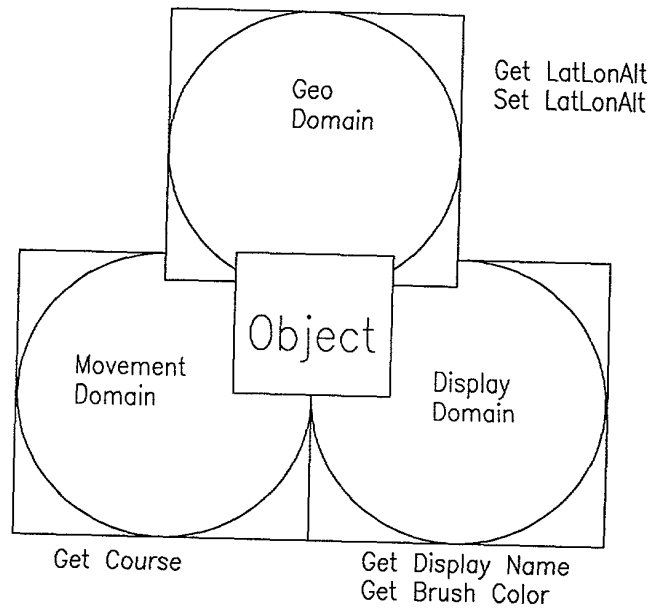 Geo
Domain
Get LatLonAlt
Set LatLonAlt
Object
Movement
Domain
Display
Domain
Get Course
Get Display Name
Get Brush Color